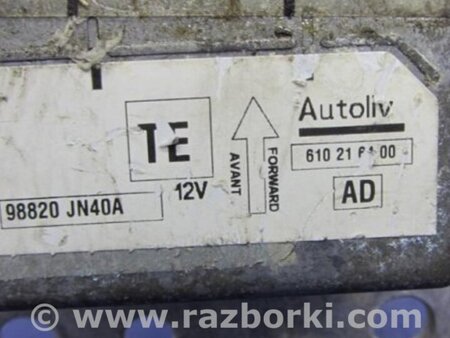 Autoliv
610 21 61 00
TE
AD
12V
AVANT
FORWARD
98820 JN40A
www.razborki.com